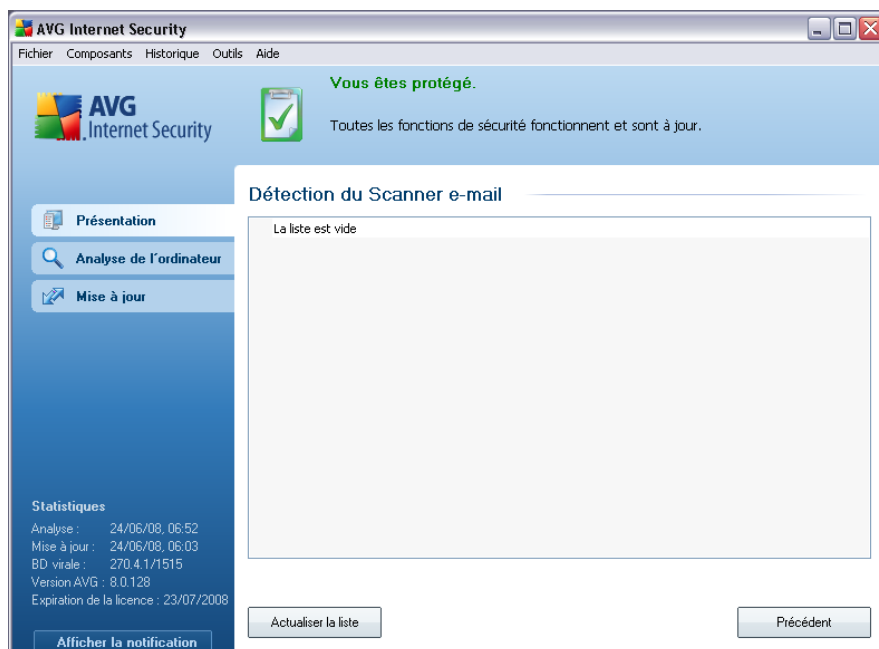 AVG Internet Security
Fichier Composants Historique Outils Aide
AVG
Internet Security
Vous êtes protégé.
Toutes les fonctions de sécurité fonctionnent et sont à jour.
Présentation
Analyse de l'ordinateur
Mise à jour
Détection du Scanner e-mail
La liste est vide
Statistiques
Analyse : 24/06/08, 06:52
Mise à jour : 24/06/08, 06:03
BD virale : 270.4.1/1515
Version AVG : 8.0.128
Expiration de la licence : 23/07/2008
Afficher la notification
Actualiser la liste
Précédent